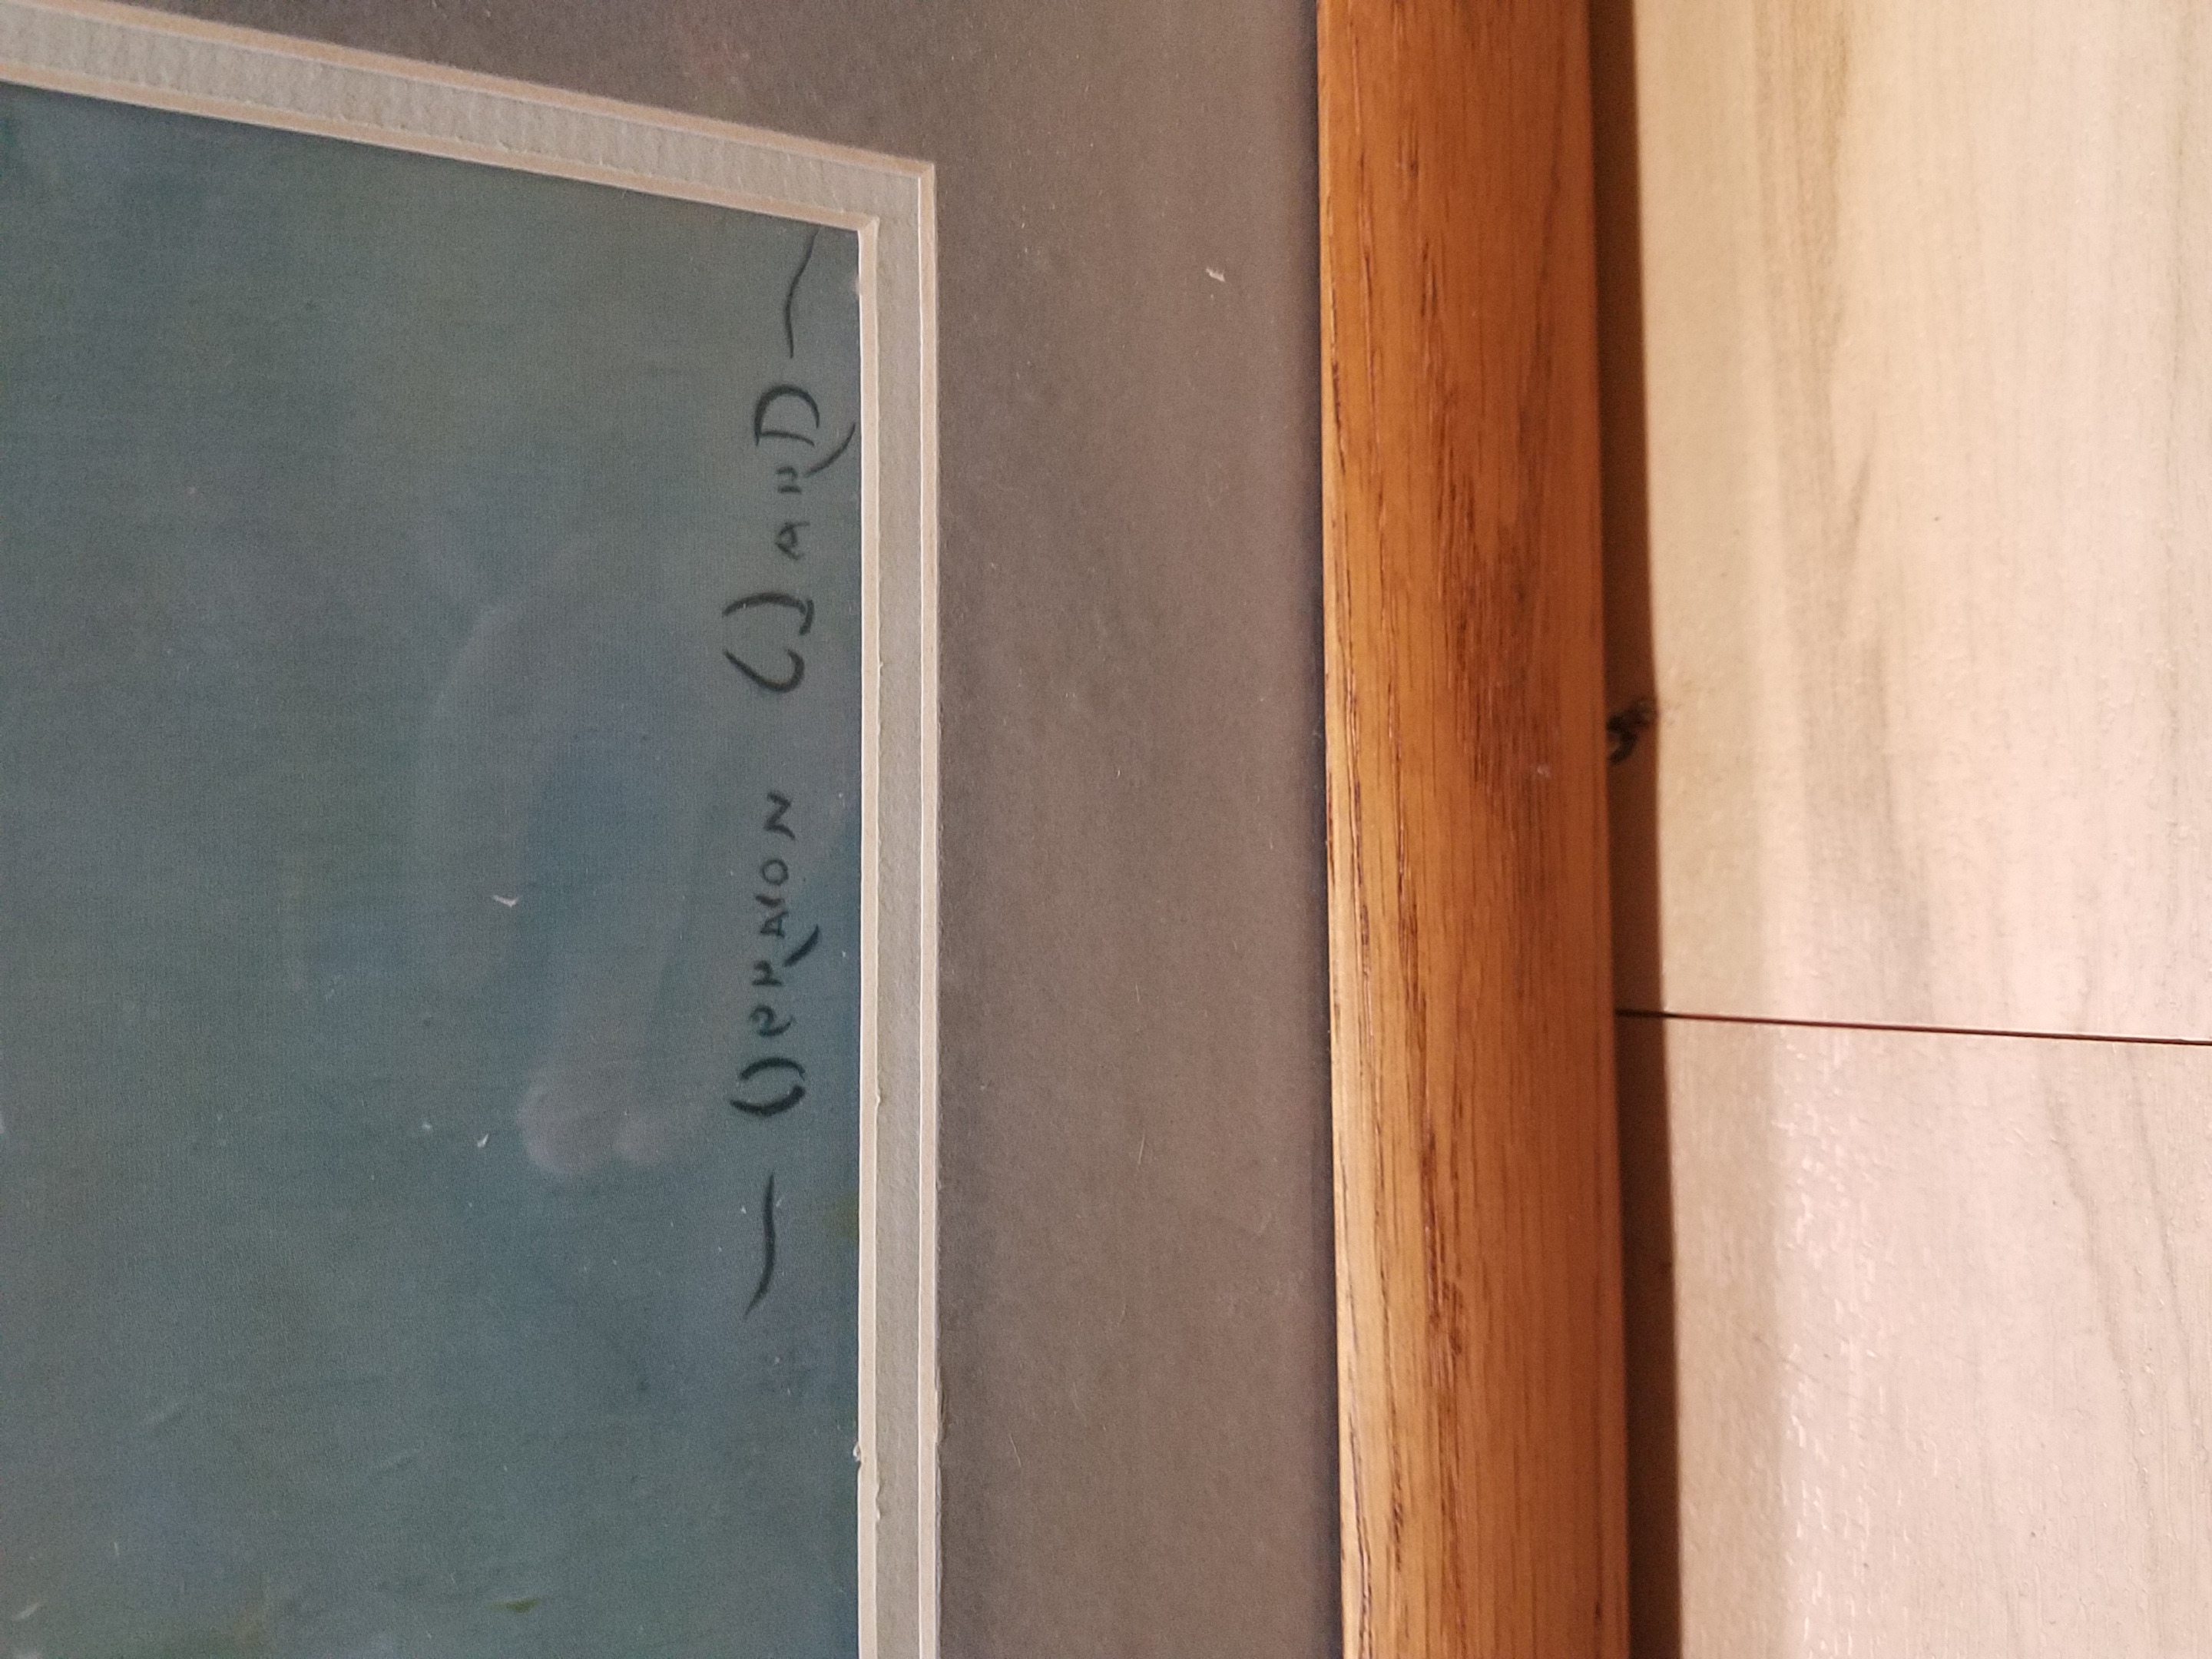 — VERNON WARD —